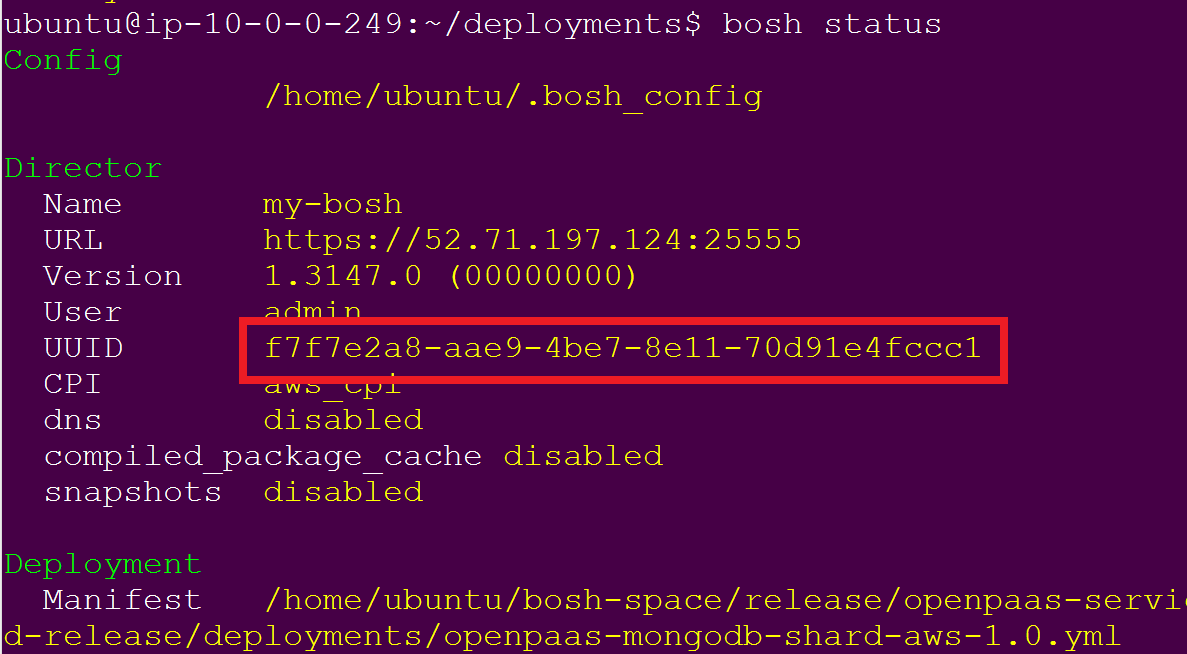 ubuntu@ip-10-0-0-249:~/deployments$ bosh status
Config
/home/ubuntu/.bosh_config
Director
Name my-bosh
URL https://52.71.197.124:25555
Version 1.3147.0 (00000000)
User admin
UUID f7f7e2a8-aae9-4be7-8e11-70d91e4fccc1
CPI aws_cpi
dns disabled
compiled_package_cache disabled
snapshots disabled
Deployment
Manifest /home/ubuntu/bosh-space/release/openpaas-servi
d-release/deployments/openpaas-mongodb-shard-aws-1.0.yml